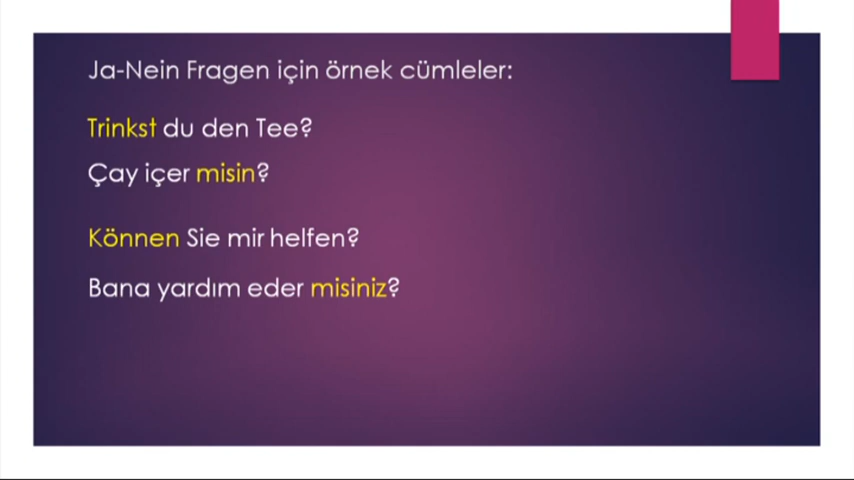 Ja-Nein Fragen için örnek cümleler:
Trinkst du den Tee?
Çay içer misin?
Können Sie mir helfen?
Bana yardım eder misiniz?